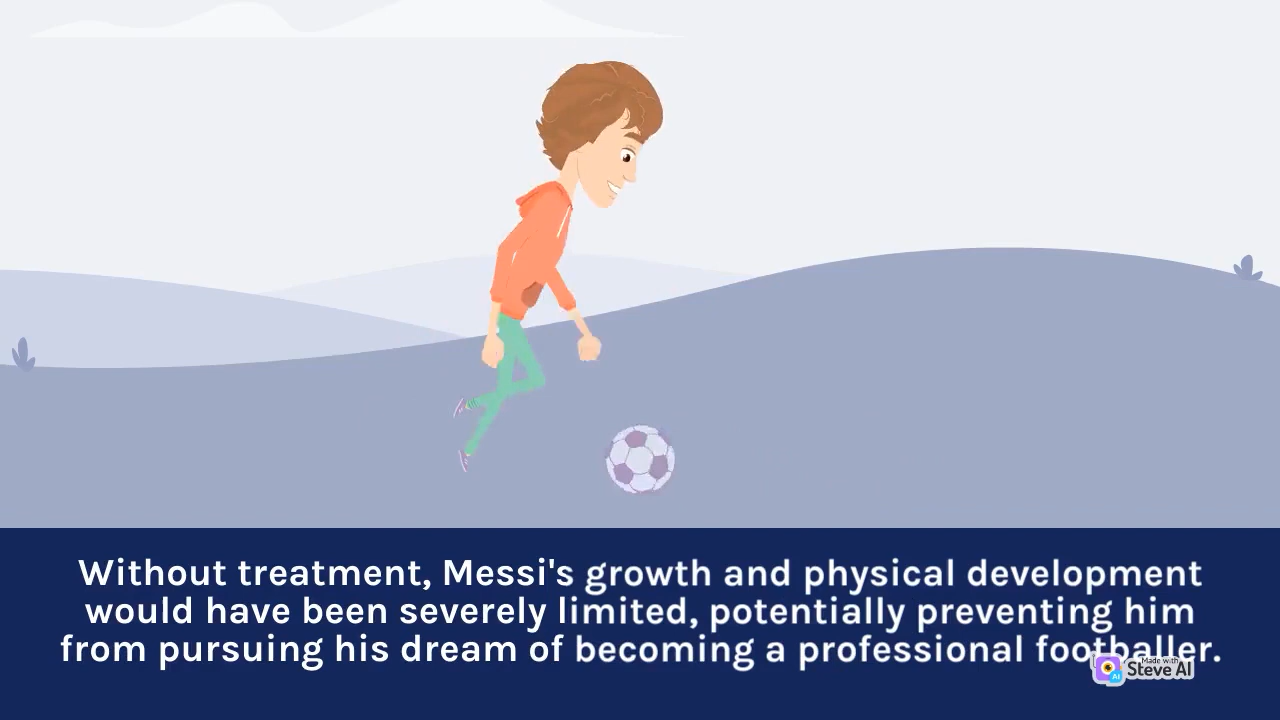 Without treatment, Messi's growth and physical development
would have been severely limited, potentially preventing him
from pursuing his dream of becoming a professional footballer.
Made with
Steve AI
AI